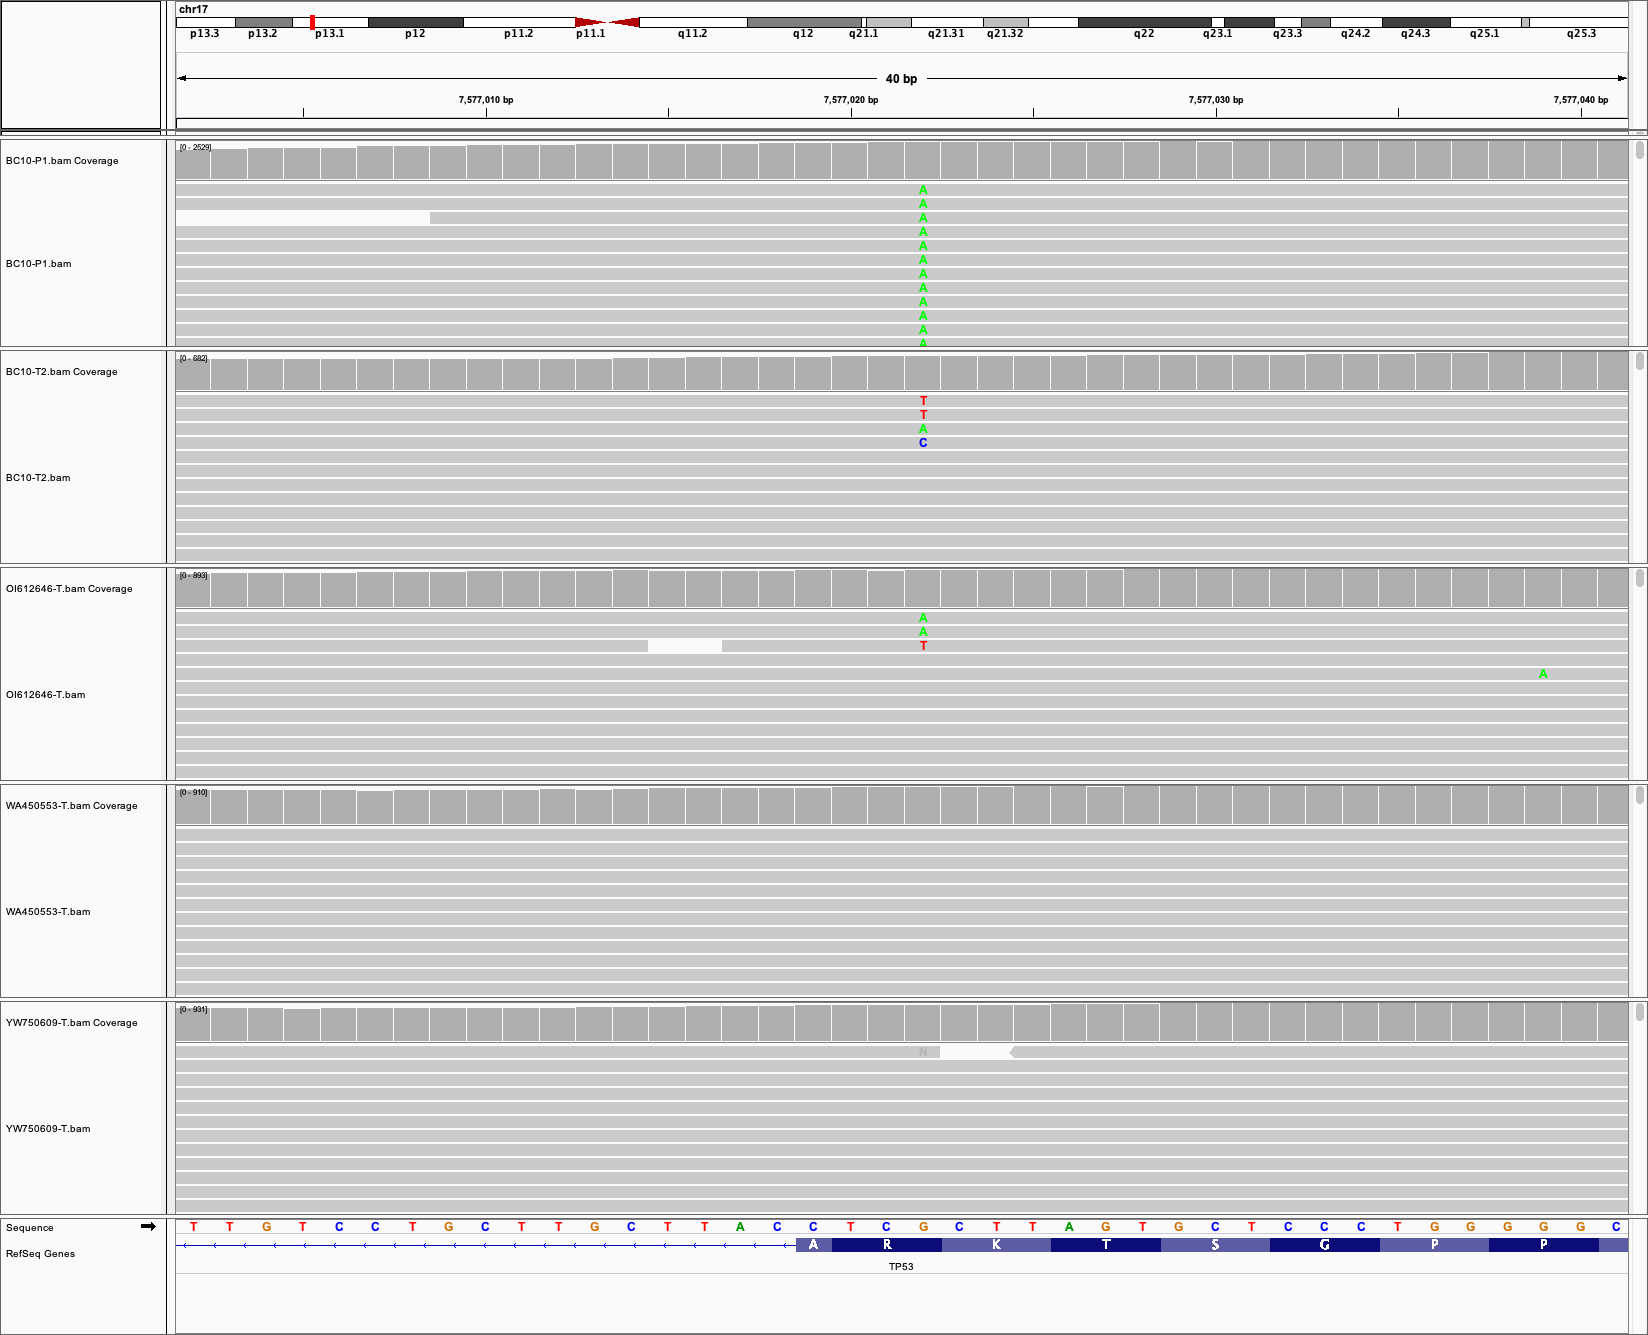 chr17
p13.3 p13.2 p13.1 p12 p11.2 p11.1 q11.2 q12 q21.1 q21.31 q21.32 q22 q23.1 q23.3 q24.2 q24.3 q25.1 q25.3
40 bp
7,577,010 bp 7,577,020 bp 7,577,030 bp 7,577,040 bp
[0 - 2529]
BC10-P1.bam Coverage
A
A
A
A
A
A
BC10-P1.bam
A
A
A
A
A
A
[0 - 682]
BC10-T2.bam Coverage
T
T
A
C
BC10-T2.bam
[0 - 893]
OI612646-T.bam Coverage
A
A
T
A
OI612646-T.bam
[0 - 910]
WA450553-T.bam Coverage
WA450553-T.bam
[0 - 931]
YW750609-T.bam Coverage
N
YW750609-T.bam
Sequence T T G T C C T G C T T G C T T A C C T C G C T T A G T G C T C C C T G G G G G C
RefSeq Genes A R K T S G P P
TP53